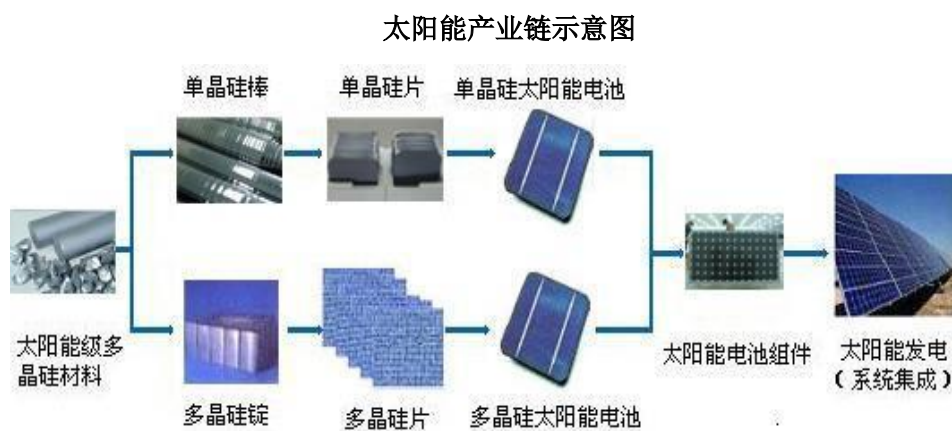 太阳能产业链示意图
单晶硅棒
单晶硅片
单晶硅太阳能电池
太阳能级多
晶硅材料
多晶硅锭
多晶硅片
多晶硅太阳能电池
太阳能电池组件
太阳能发电
(系统集成)